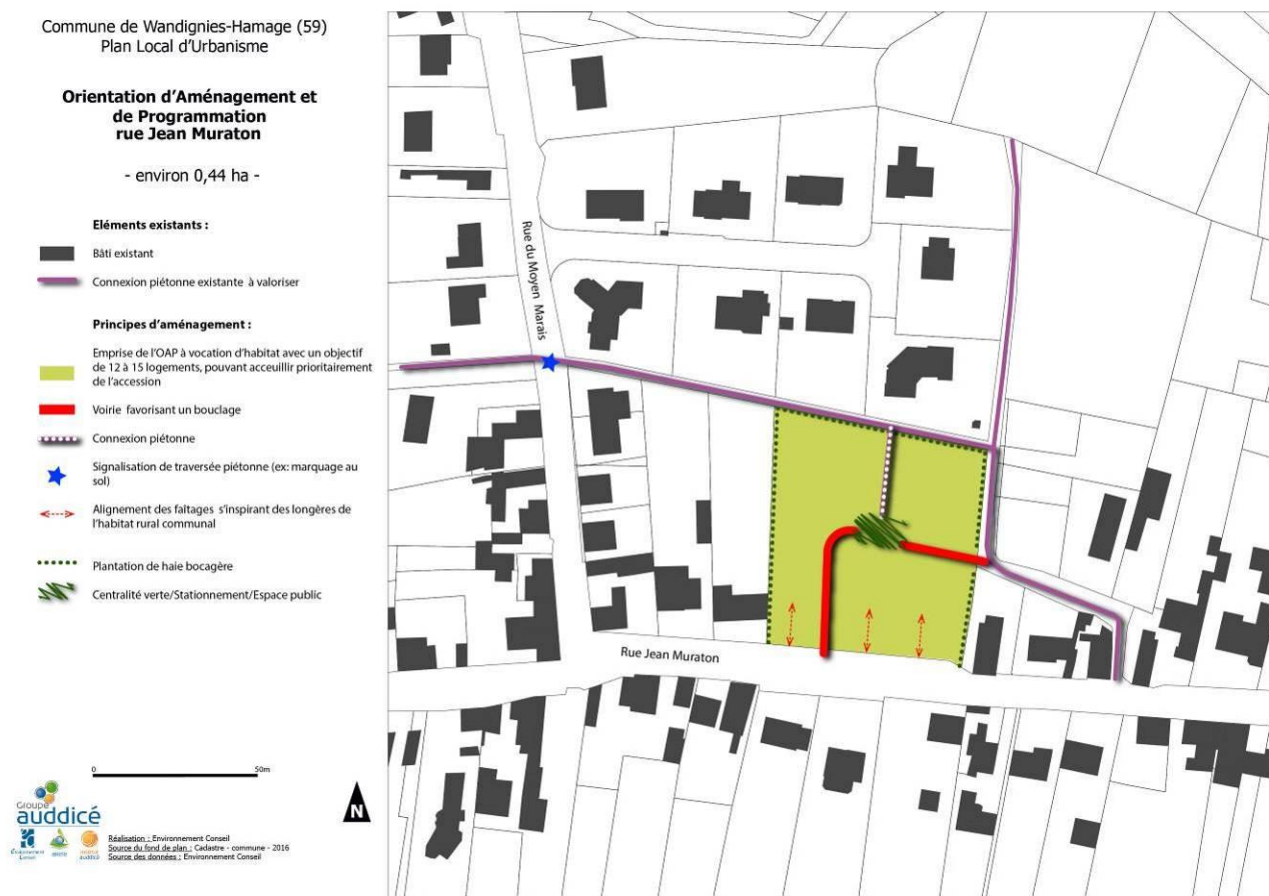 Commune de Wandignies-Hamage (59)
Plan Local d'Urbanisme
Orientation d'Aménagement et
de Programmation
rue Jean Muraton
- environ 0,44 ha -
Eléments existants :
Bâti existant
Connexion piétonne existante à valoriser
Principes d'aménagement :
Emprise de l'OAP à vocation d'habitat avec un objectif
de 12 à 15 logements, pouvant acceuillir prioritairement
de l'accession
Voirie favorisant un bouclage
Connexion piétonne
Signalisation de traversée piétonne (ex: marquage au
sol)
Alignement des faîtages s'inspirant des longères de
l'habitat rural communal
Plantation de haie bocagère
Centralité verte/Stationnement/Espace public
0 50m
N
Groupe
auddicé
Réalisation : Environnement Conseil
Source du fond de plan : Cadastre - commune - 2016
Source des données : Environnement Conseil
Rue du Moyen Marais
Rue Jean Muraton